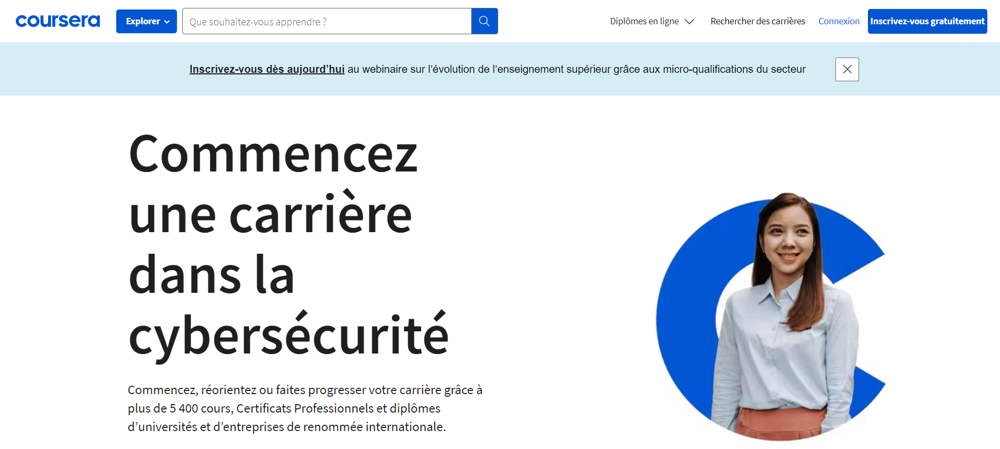 coursera
Explorer
Que souhaitez-vous apprendre ?
Diplômes en ligne
Rechercher des carrières
Connexion
Inscrivez-vous gratuitement
Inscrivez-vous dès aujourd’hui au webinaire sur l’évolution de l’enseignement supérieur grâce aux micro-qualifications du secteur
Commencez
une carrière
dans la
cybersécurité
Commencez, réorientez ou faites progresser votre carrière grâce à
plus de 5 400 cours, Certificats Professionnels et diplômes
d’universités et d’entreprises de renommée internationale.